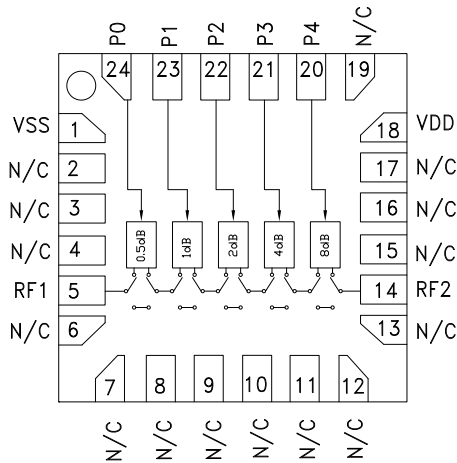 P0 P1 P2 P3 P4 N/C
24 23 22 21 20 19
VSS 1 18 VDD
N/C 2 17 N/C
N/C 3 16 N/C
N/C 4 15 N/C
0.5dB 1dB 2dB 4dB 8dB
RF1 5 14 RF2
N/C 6 13 N/C
7 8 9 10 11 12
N/C N/C N/C N/C N/C N/C